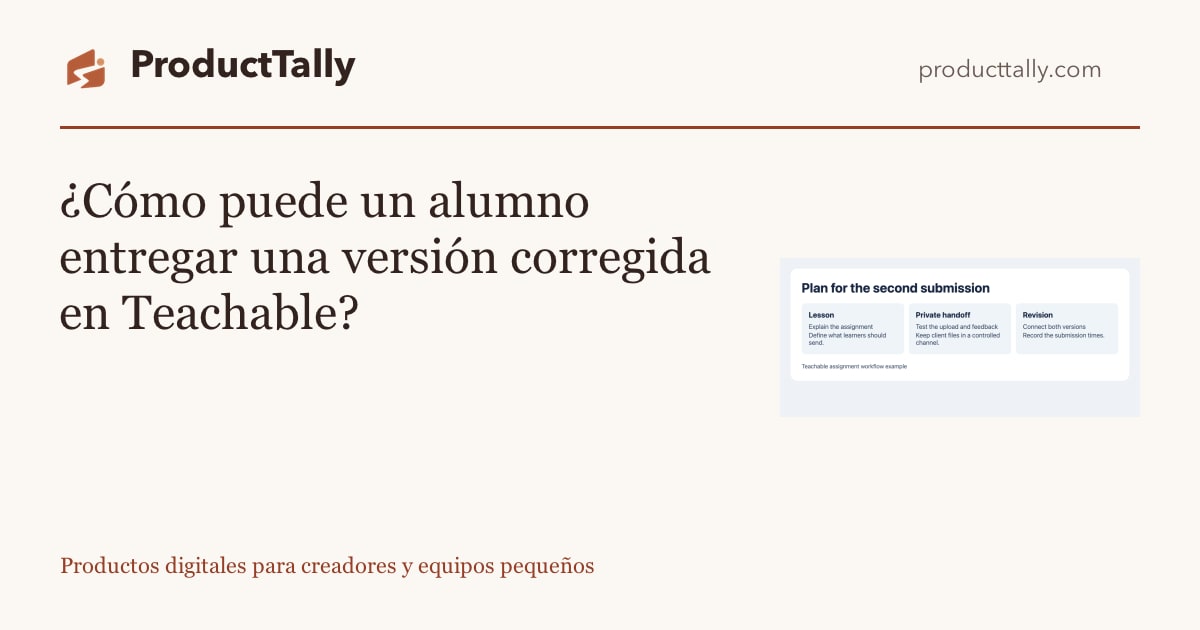 ProductTally
producttally.com
¿Cómo puede un alumno
entregar una versión corregida
en Teachable?
Plan for the second submission
Lesson
Explain the assignment
Define what learners should
send.
Private handoff
Test the upload and feedback
Keep client files in a controlled
channel.
Revision
Connect both versions
Record the submission times.
Teachable assignment workflow example
Productos digitales para creadores y equipos pequeños